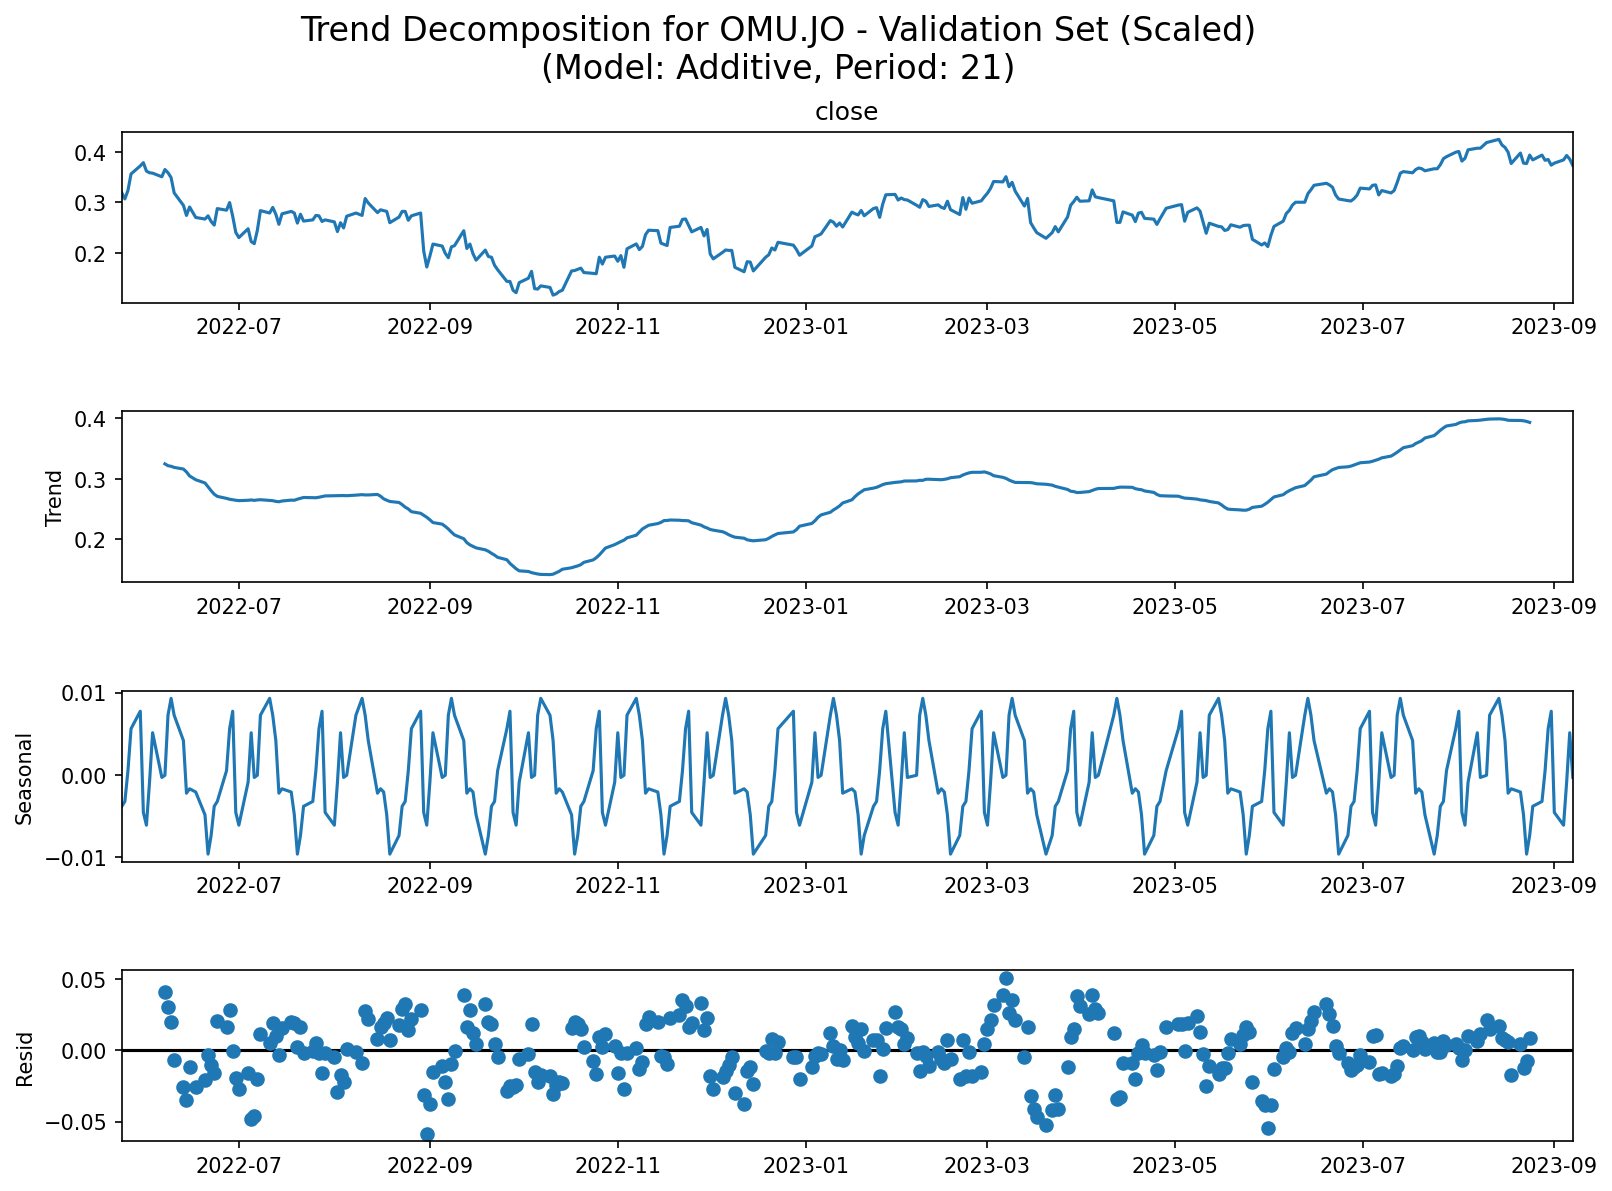 Trend Decomposition for OMU.JO - Validation Set (Scaled)
(Model: Additive, Period: 21)
close
0.4
0.3
0.2
2022-07 2022-09 2022-11 2023-01 2023-03 2023-05 2023-07 2023-09
Trend
0.4
0.3
0.2
2022-07 2022-09 2022-11 2023-01 2023-03 2023-05 2023-07 2023-09
Seasonal
0.01
0.00
−0.01
2022-07 2022-09 2022-11 2023-01 2023-03 2023-05 2023-07 2023-09
Resid
0.05
0.00
−0.05
2022-07 2022-09 2022-11 2023-01 2023-03 2023-05 2023-07 2023-09